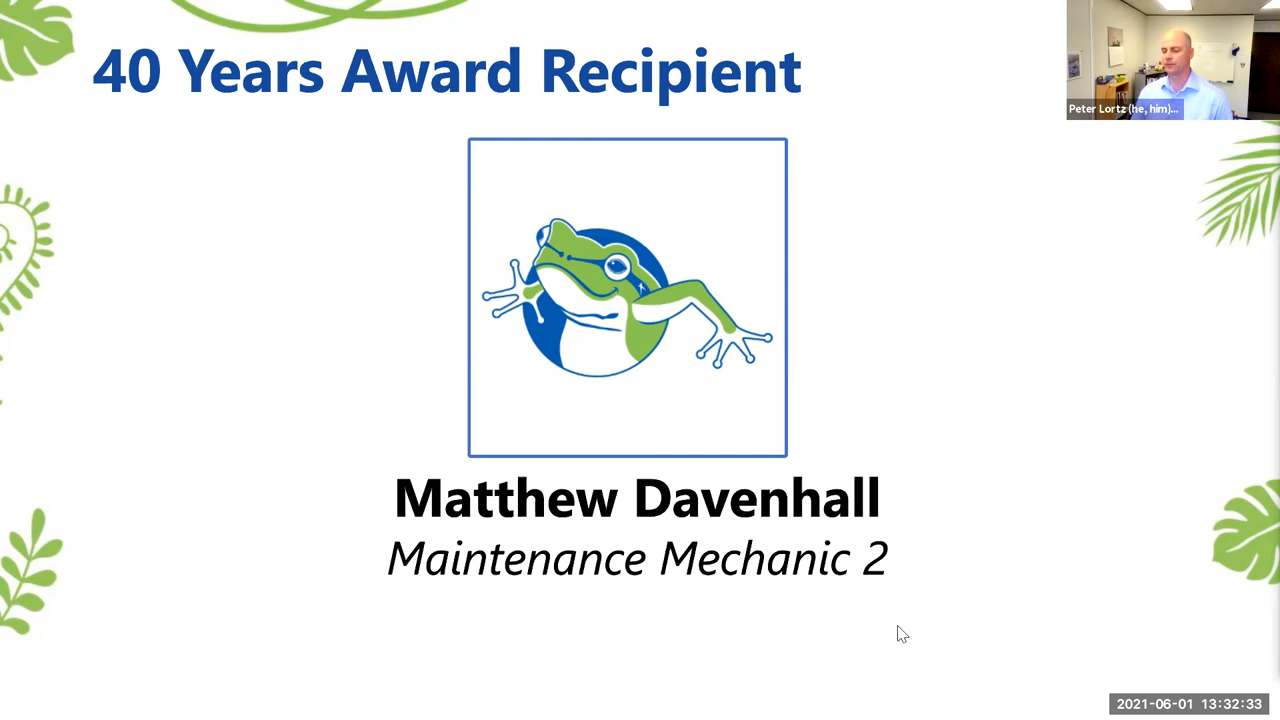 40 Years Award Recipient
Peter Lortz (he, him)...
Matthew Davenhall
Maintenance Mechanic 2
2021-06-01 13:32:33